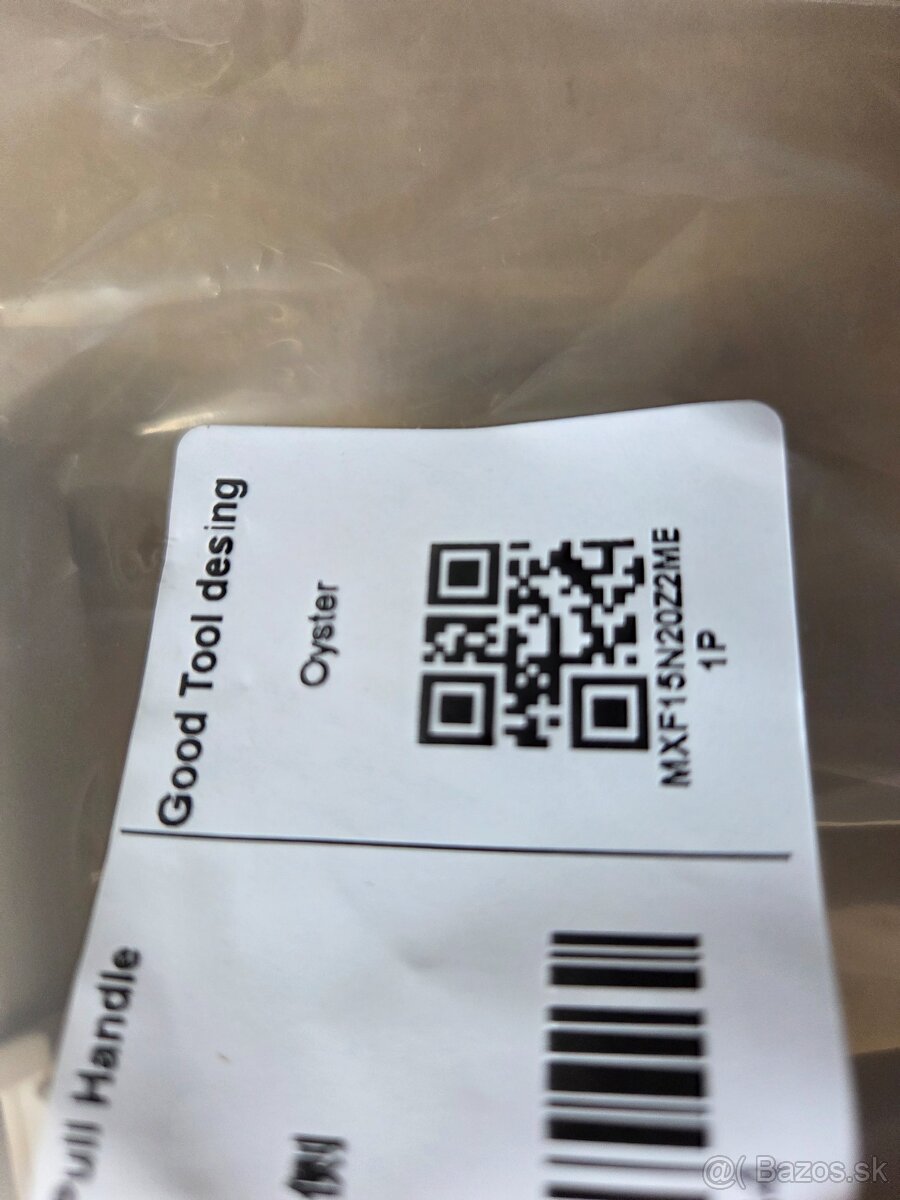 Good Tool desing
Oyster
MXF15N20Z2ME
1P
Pull Handle
@( Bazos.sk